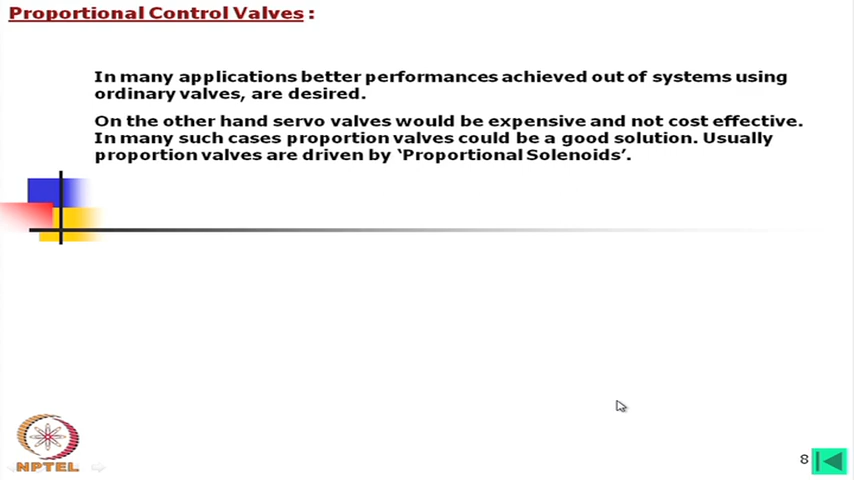 Proportional Control Valves :
In many applications better performances achieved out of systems using
ordinary valves, are desired.
On the other hand servo valves would be expensive and not cost effective.
In many such cases proportion valves could be a good solution. Usually
proportion valves are driven by ‘Proportional Solenoids’.
NPTEL
8